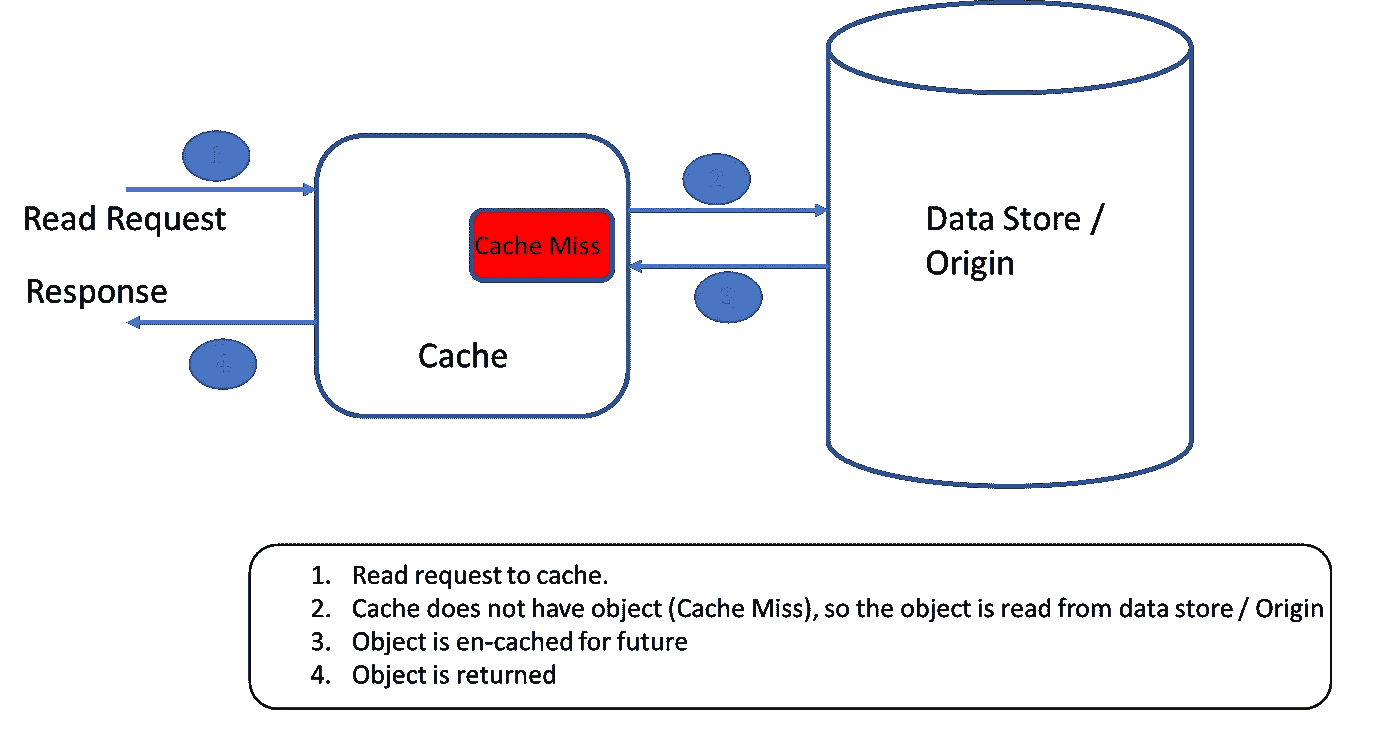 1
2
Read Request
Data Store /
Origin
Cache Miss
Response
3
Cache
4
1. Read request to cache.
2. Cache does not have object (Cache Miss), so the object is read from data store / Origin
3. Object is en-cached for future
4. Object is returned